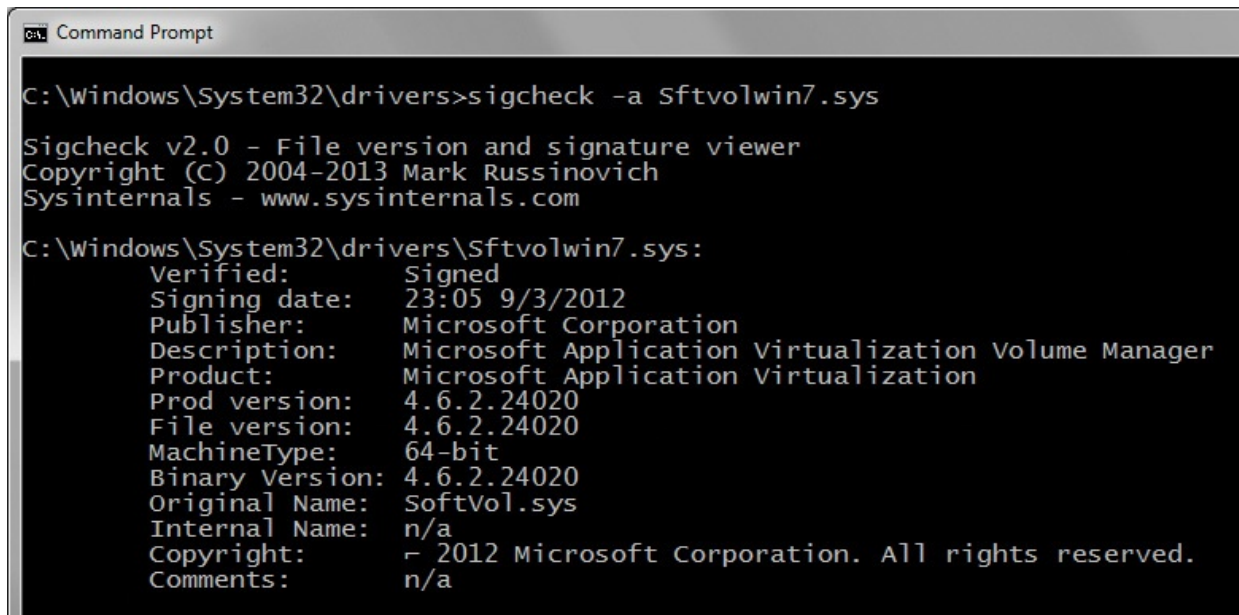 Command Prompt
C:\Windows\System32\drivers>sigcheck -a Sftvolwin7.sys
Sigcheck v2.0 - File version and signature viewer
Copyright (C) 2004-2013 Mark Russinovich
Sysinternals - www.sysinternals.com
C:\Windows\System32\drivers\Sftvolwin7.sys:
Verified: Signed
Signing date: 23:05 9/3/2012
Publisher: Microsoft Corporation
Description: Microsoft Application Virtualization Volume Manager
Product: Microsoft Application Virtualization
Prod version: 4.6.2.24020
File version: 4.6.2.24020
MachineType: 64-bit
Binary Version: 4.6.2.24020
Original Name: SoftVol.sys
Internal Name: n/a
Copyright: ⌐ 2012 Microsoft Corporation. All rights reserved.
Comments: n/a